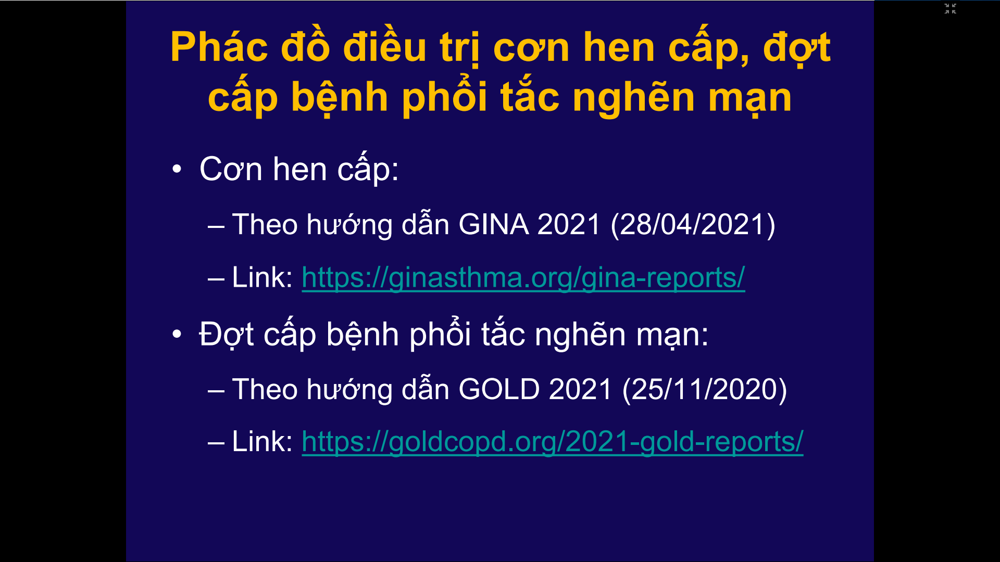 Phác đồ điều trị cơn hen cấp, đợt
cấp bệnh phổi tắc nghẽn mạn
• Cơn hen cấp:
– Theo hướng dẫn GINA 2021 (28/04/2021)
– Link: https://ginasthma.org/gina-reports/
• Đợt cấp bệnh phổi tắc nghẽn mạn:
– Theo hướng dẫn GOLD 2021 (25/11/2020)
– Link: https://goldcopd.org/2021-gold-reports/